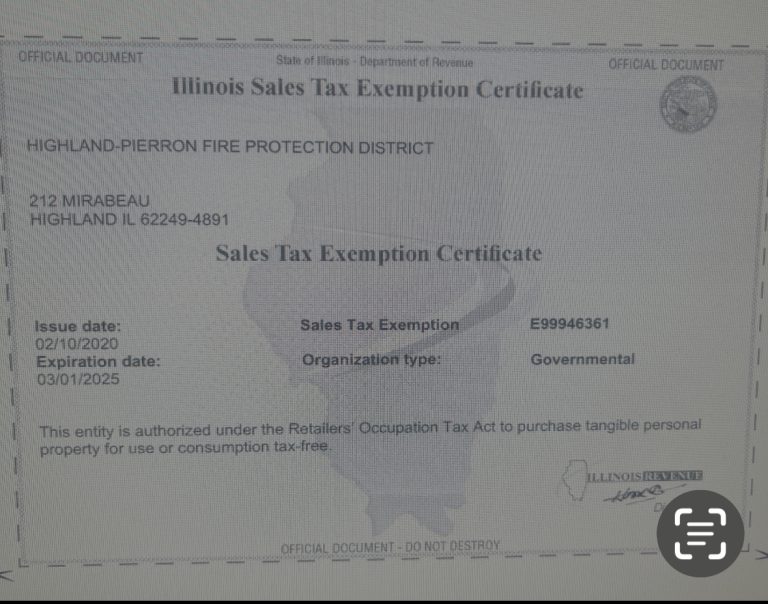 OFFICIAL DOCUMENT
State of Illinois - Department of Revenue
OFFICIAL DOCUMENT
Illinois Sales Tax Exemption Certificate
HIGHLAND-PIERRON FIRE PROTECTION DISTRICT
212 MIRABEAU
HIGHLAND IL 62249-4891
Sales Tax Exemption Certificate
Issue date:
02/10/2020
Sales Tax Exemption E99946361
Expiration date:
03/01/2025
Organization type: Governmental
This entity is authorized under the Retailers' Occupation Tax Act to purchase tangible personal
property for use or consumption tax-free.
ILLINOIS REVENUE
OFFICIAL DOCUMENT - DO NOT DESTROY